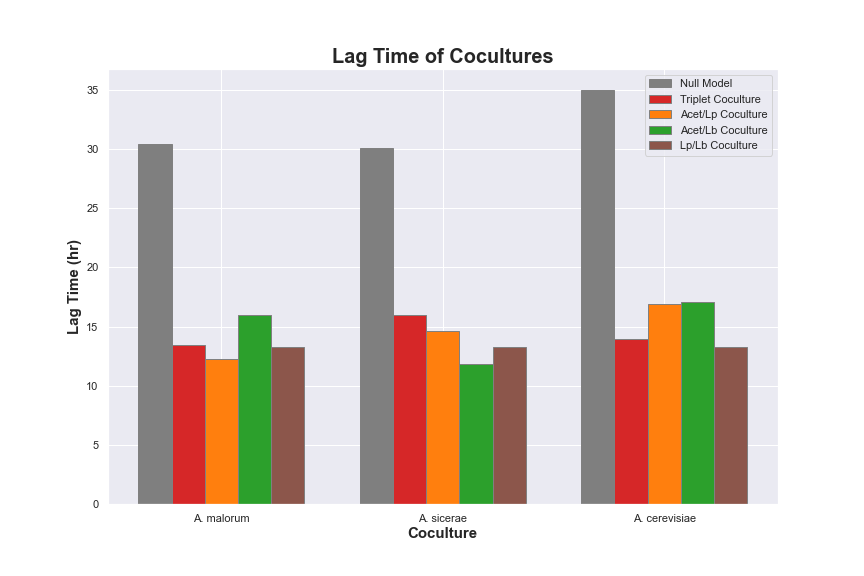 Lag Time of Cocultures
Null Model
Triplet Coculture
Acet/Lp Coculture
Acet/Lb Coculture
Lp/Lb Coculture
Lag Time (hr)
35
30
25
20
15
10
5
0
A. malorum A. sicerae A. cerevisiae
Coculture